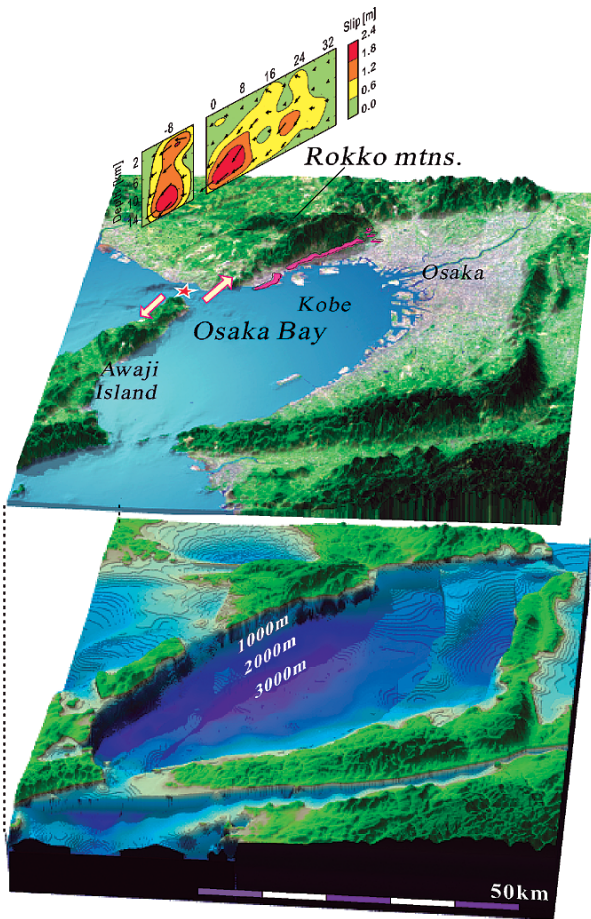 Slip [m]
2.4
1.8
1.2
0.6
0.0
32
24
16
8
0
-8
Depth [km]
2
6
10
14
Rokko mtns.
Osaka
Kobe
Osaka Bay
Awaji
Island
1000m
2000m
3000m
50km